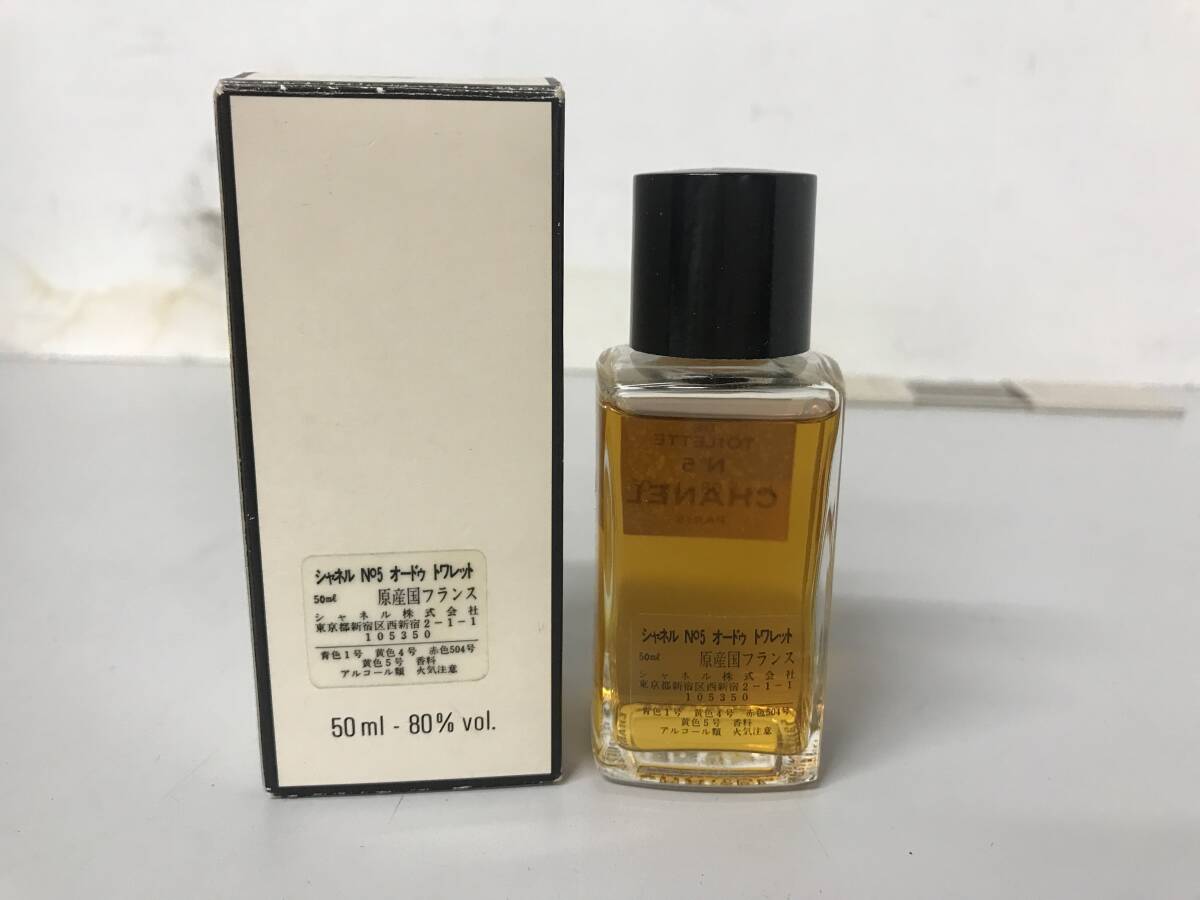 シャネル Nº5 オードゥ トワレット
50ml 原産国フランス
シャネル株式会社
東京都新宿区西新宿2-1-1
105350
青色1号 黄色4号 赤色504号
黄色5号 香料
アルコール類 火気注意
50 ml - 80% vol.
DE
TOILETTE
Nº5
CHANEL
PARIS
シャネル Nº5 オードゥ トワレット
50ml 原産国フランス
シャネル株式会社
東京都新宿区西新宿2-1-1
105350
青色1号 黄色4号 赤色504号
黄色5号 香料
アルコール類 火気注意